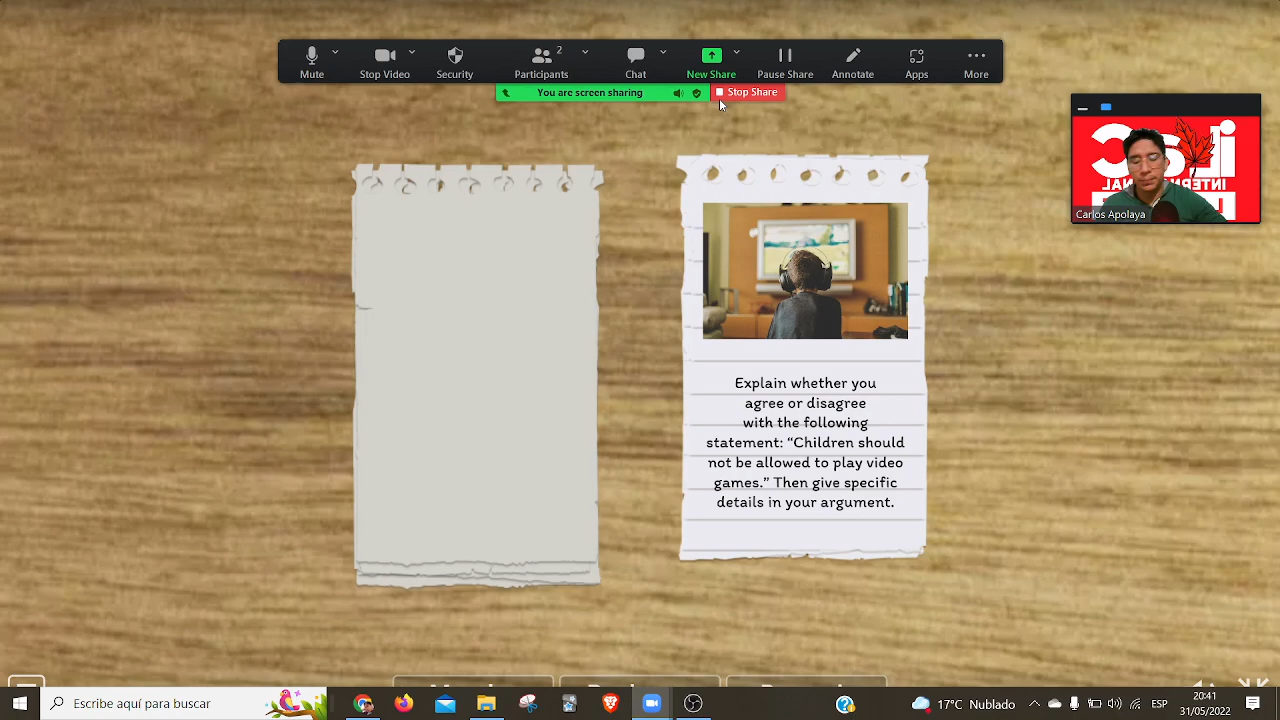 2
Mute
Stop Video
Security
Participants
Chat
New Share
Pause Share
Annotate
Apps
More
You are screen sharing
Stop Share
Carlos Apolaya
Explain whether you
agree or disagree
with the following
statement: “Children should
not be allowed to play video
games.” Then give specific
details in your argument.
Escribe aquí para buscar
17°C Nublado
ESP
20:41
31/05/2022